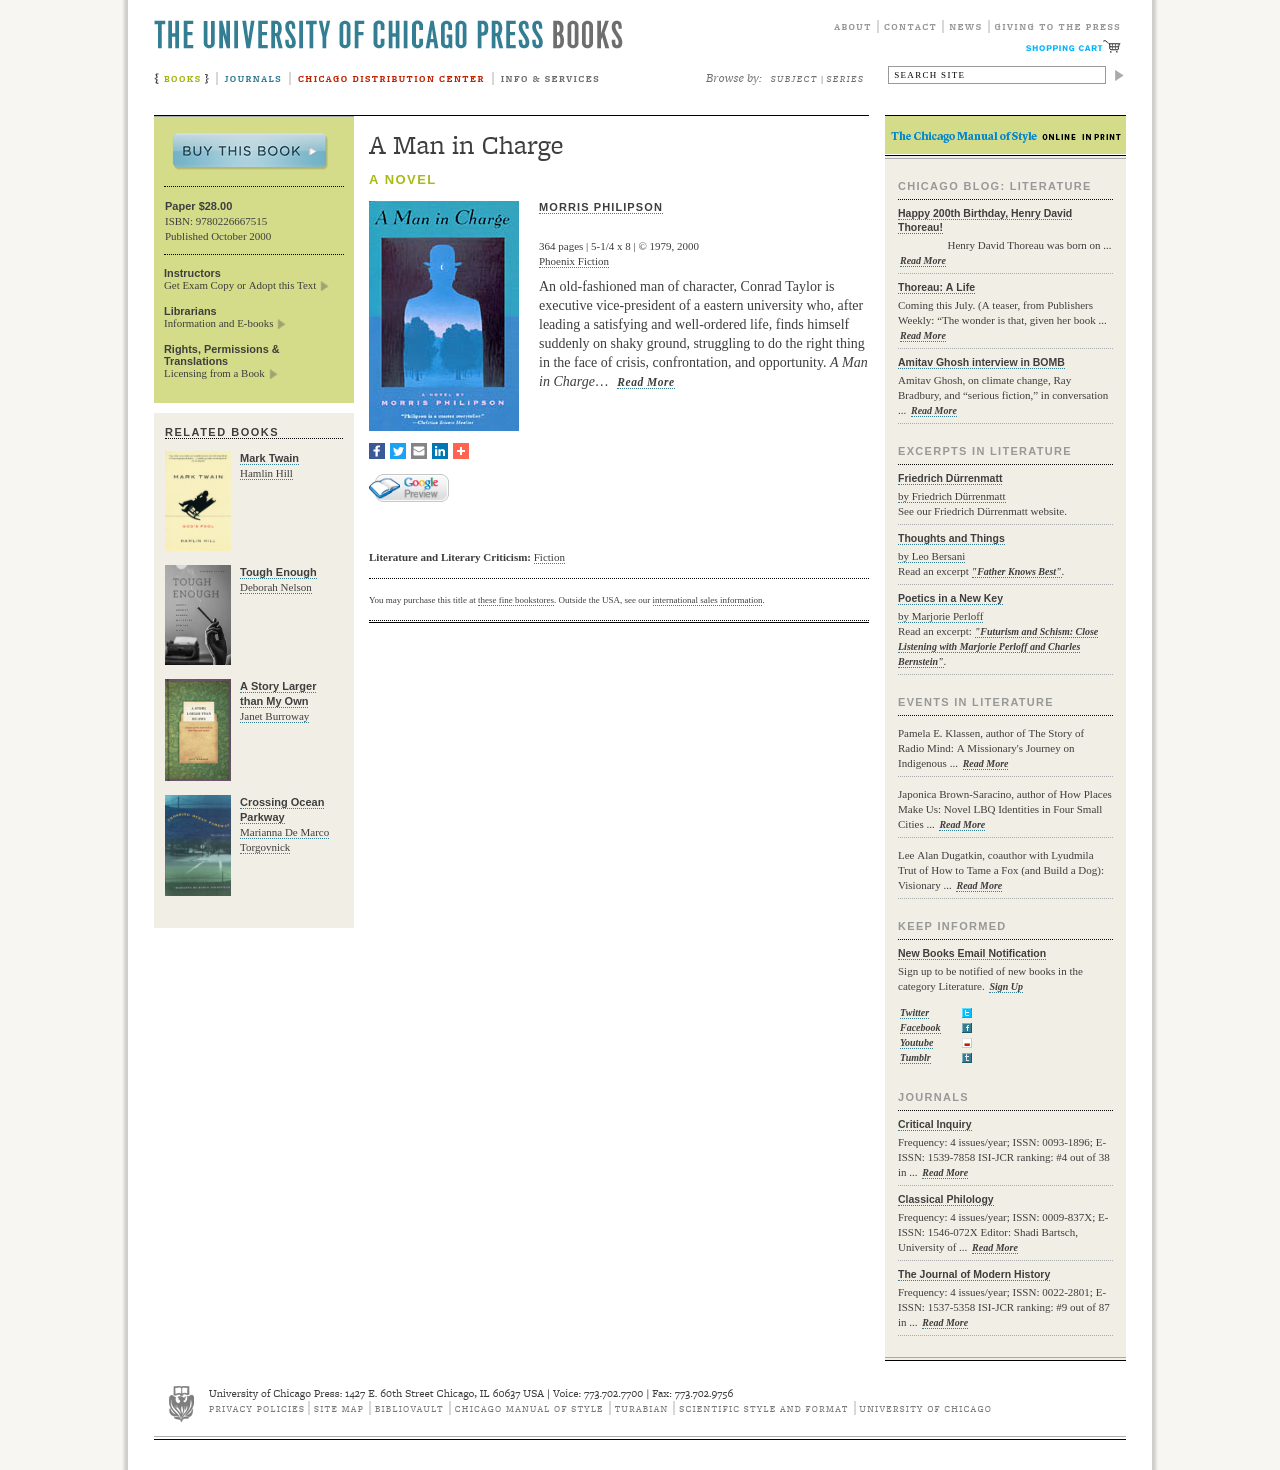 THE UNIVERSITY OF CHICAGO PRESS BOOKS
ABOUT | CONTACT | NEWS | GIVING TO THE PRESS
SHOPPING CART
{ BOOKS } | JOURNALS | CHICAGO DISTRIBUTION CENTER | INFO & SERVICES
Browse by: SUBJECT | SERIES
SEARCH SITE
BUY THIS BOOK
Paper $28.00
ISBN: 9780226667515
Published October 2000
Instructors
Get Exam Copy or Adopt this Text
Librarians
Information and E-books
Rights, Permissions &
Translations
Licensing from a Book
RELATED BOOKS
MARK TWAIN
GOD'S FOOL
HAMLIN HILL
Mark Twain
Hamlin Hill
TOUGH
ENOUGH
Tough Enough
Deborah Nelson
A STORY
LARGER THAN
MY OWN
A Story Larger
than My Own
Janet Burroway
CROSSING OCEAN PARKWAY
Crossing Ocean
Parkway
Marianna De Marco
Torgovnick
A Man in Charge
A NOVEL
A Man in Charge
A NOVEL BY
MORRIS PHILIPSON
"Philipson is a master storyteller"
—Christian Science Monitor
MORRIS PHILIPSON
364 pages | 5-1/4 x 8 | © 1979, 2000
Phoenix Fiction
An old-fashioned man of character, Conrad Taylor is
executive vice-president of a eastern university who, after
leading a satisfying and well-ordered life, finds himself
suddenly on shaky ground, struggling to do the right thing
in the face of crisis, confrontation, and opportunity. A Man
in Charge… Read More
Google
Preview
Literature and Literary Criticism: Fiction
You may purchase this title at these fine bookstores. Outside the USA, see our international sales information.
The Chicago Manual of Style ONLINE IN PRINT
CHICAGO BLOG: LITERATURE
Happy 200th Birthday, Henry David
Thoreau!
Henry David Thoreau was born on ...
Read More
Thoreau: A Life
Coming this July. (A teaser, from Publishers
Weekly: “The wonder is that, given her book ...
Read More
Amitav Ghosh interview in BOMB
Amitav Ghosh, on climate change, Ray
Bradbury, and “serious fiction,” in conversation
... Read More
EXCERPTS IN LITERATURE
Friedrich Dürrenmatt
by Friedrich Dürrenmatt
See our Friedrich Dürrenmatt website.
Thoughts and Things
by Leo Bersani
Read an excerpt "Father Knows Best".
Poetics in a New Key
by Marjorie Perloff
Read an excerpt: "Futurism and Schism: Close
Listening with Marjorie Perloff and Charles
Bernstein".
EVENTS IN LITERATURE
Pamela E. Klassen, author of The Story of
Radio Mind: A Missionary's Journey on
Indigenous ... Read More
Japonica Brown-Saracino, author of How Places
Make Us: Novel LBQ Identities in Four Small
Cities ... Read More
Lee Alan Dugatkin, coauthor with Lyudmila
Trut of How to Tame a Fox (and Build a Dog):
Visionary ... Read More
KEEP INFORMED
New Books Email Notification
Sign up to be notified of new books in the
category Literature. Sign Up
Twitter
Facebook
Youtube
Tumblr
JOURNALS
Critical Inquiry
Frequency: 4 issues/year; ISSN: 0093-1896; E-
ISSN: 1539-7858 ISI-JCR ranking: #4 out of 38
in ... Read More
Classical Philology
Frequency: 4 issues/year; ISSN: 0009-837X; E-
ISSN: 1546-072X Editor: Shadi Bartsch,
University of ... Read More
The Journal of Modern History
Frequency: 4 issues/year; ISSN: 0022-2801; E-
ISSN: 1537-5358 ISI-JCR ranking: #9 out of 87
in ... Read More
University of Chicago Press: 1427 E. 60th Street Chicago, IL 60637 USA | Voice: 773.702.7700 | Fax: 773.702.9756
PRIVACY POLICIES | SITE MAP | BIBLIOVAULT | CHICAGO MANUAL OF STYLE | TURABIAN | SCIENTIFIC STYLE AND FORMAT | UNIVERSITY OF CHICAGO